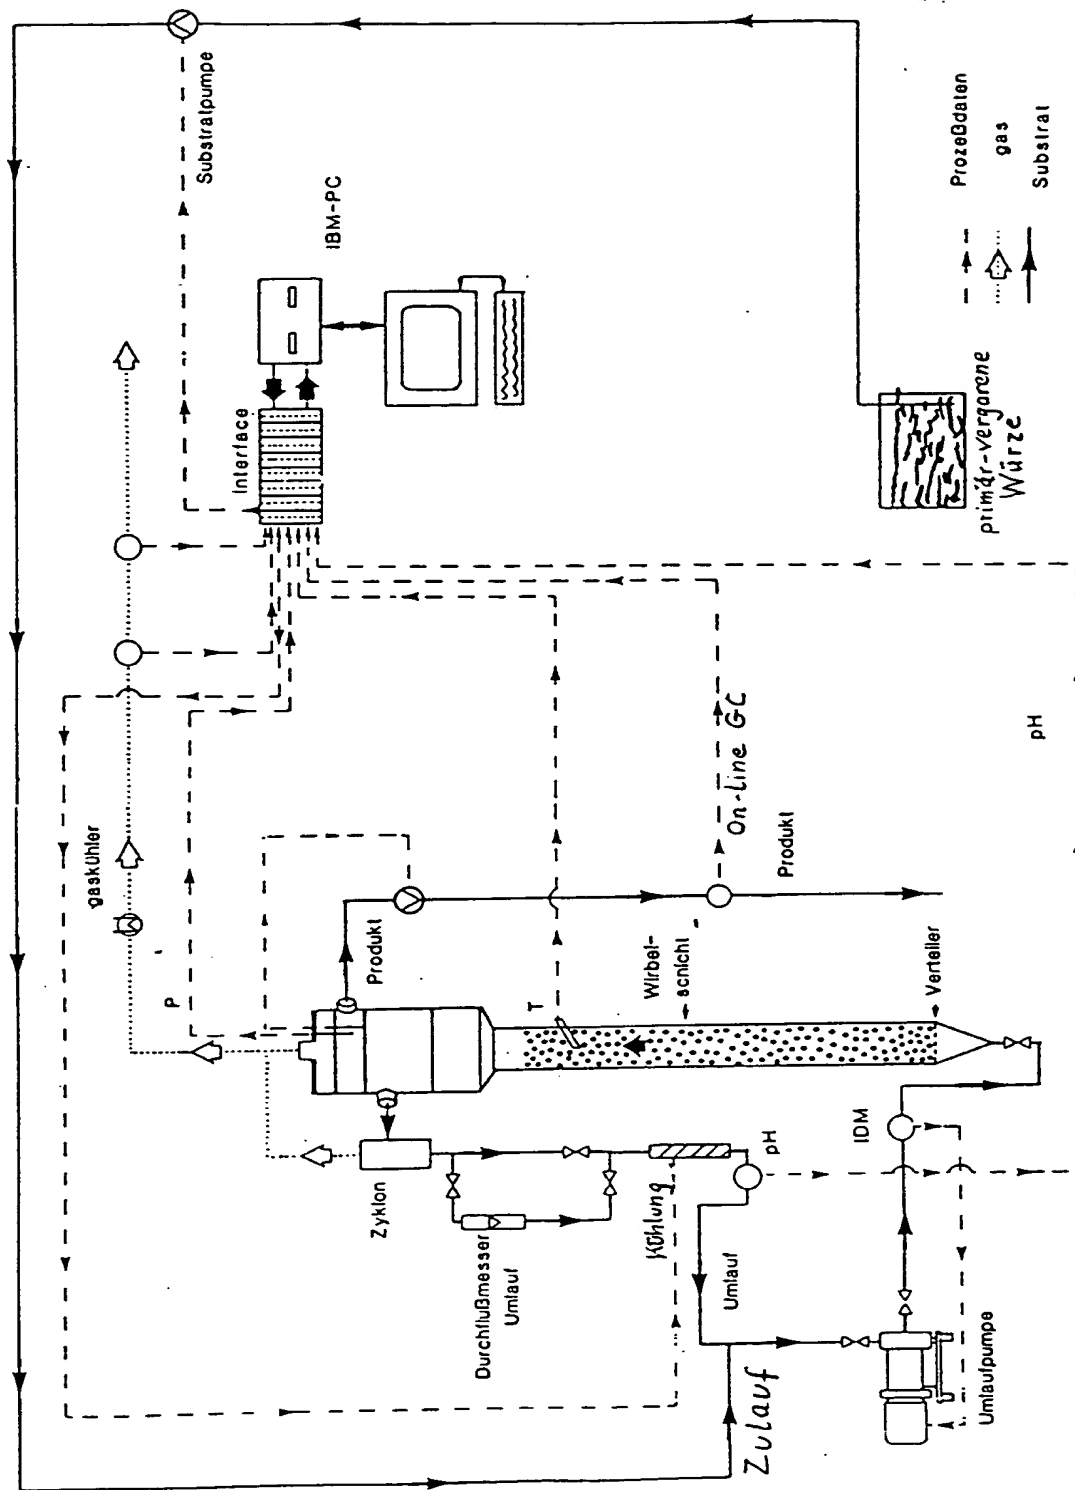 Substratpumpe
IBM-PC
Interface
gaskühler
P
Produkt
On-line GC
Produkt
T
Wirbel-
scnicht
Verteiler
Zyklon
Durchflußmesser
Umlauf
Kühlung
pH
IDM
Umlauf
Zulauf
Umlaufpumpe
pH
primär-vergorene
Würze
Prozeßdaten
gas
Substrat